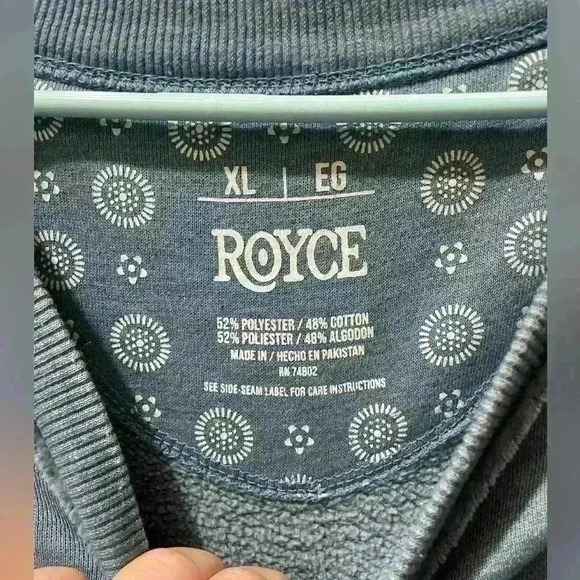 XL | EG
ROYCE
52% POLYESTER / 48% COTTON
52% POLIESTER / 48% ALGODON
MADE IN / HECHO EN PAKISTAN
RN 74802
SEE SIDE-SEAM LABEL FOR CARE INSTRUCTIONS